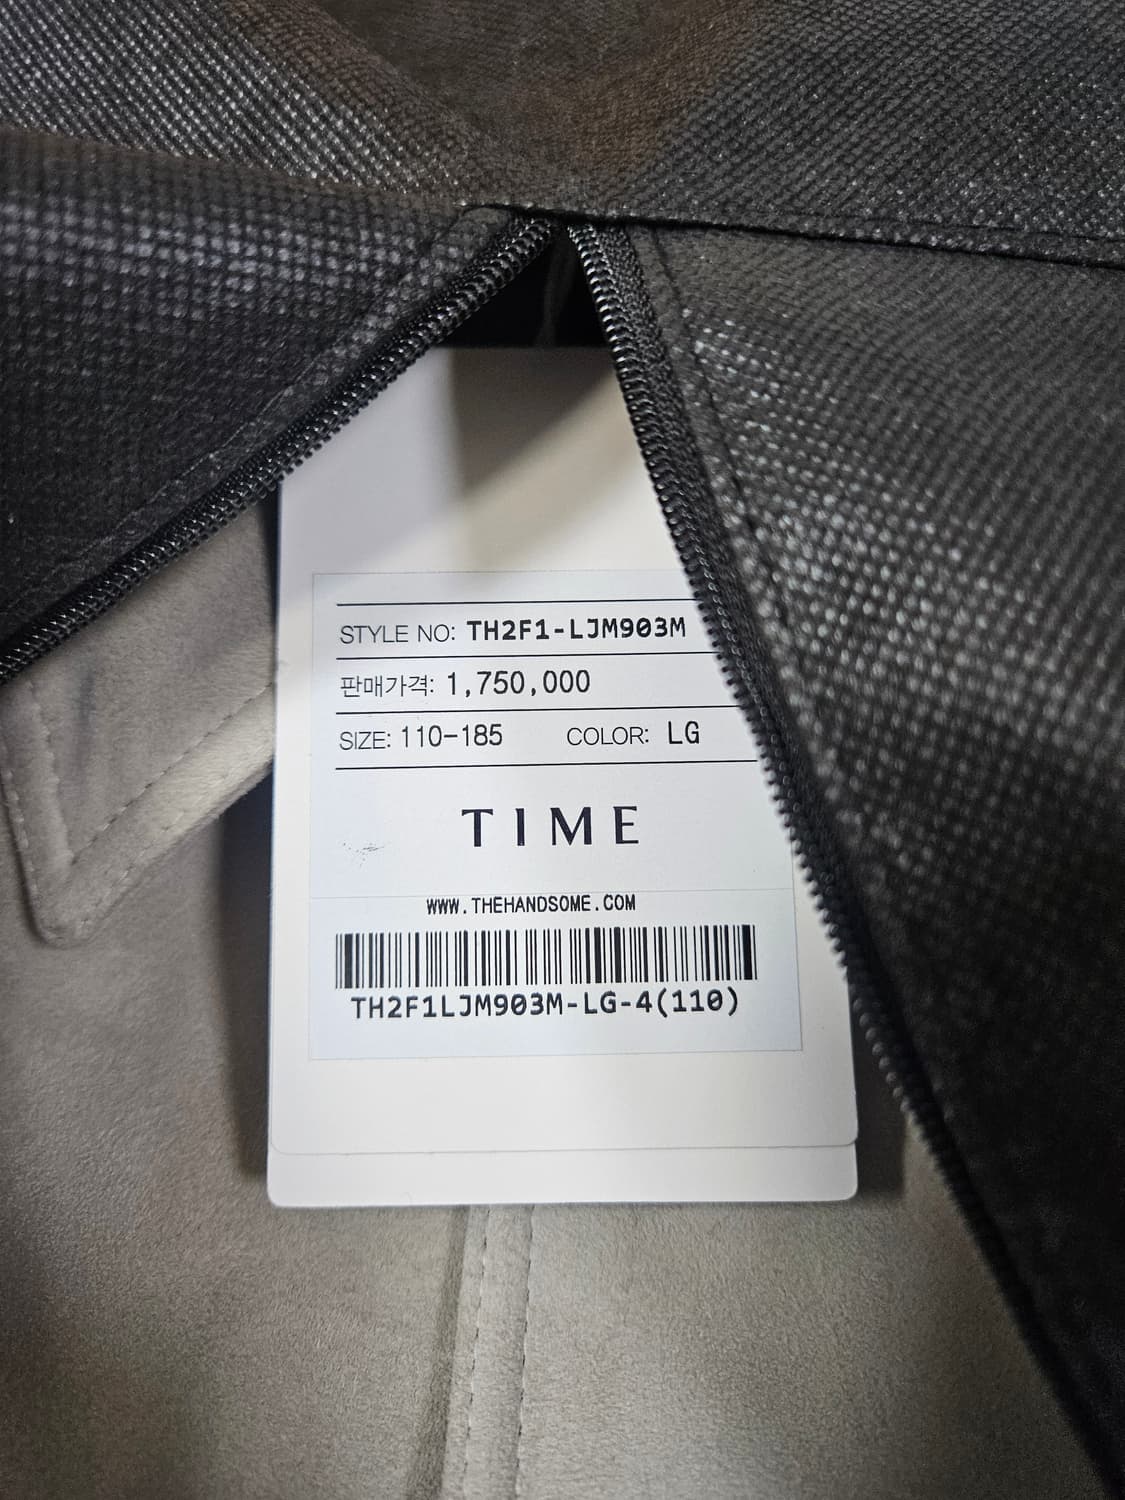 STYLE NO: TH2F1-LJM903M
판매가격: 1,750,000
SIZE: 110-185 COLOR: LG
TIME
WWW.THEHANDSOME.COM
TH2F1LJM903M-LG-4(110)